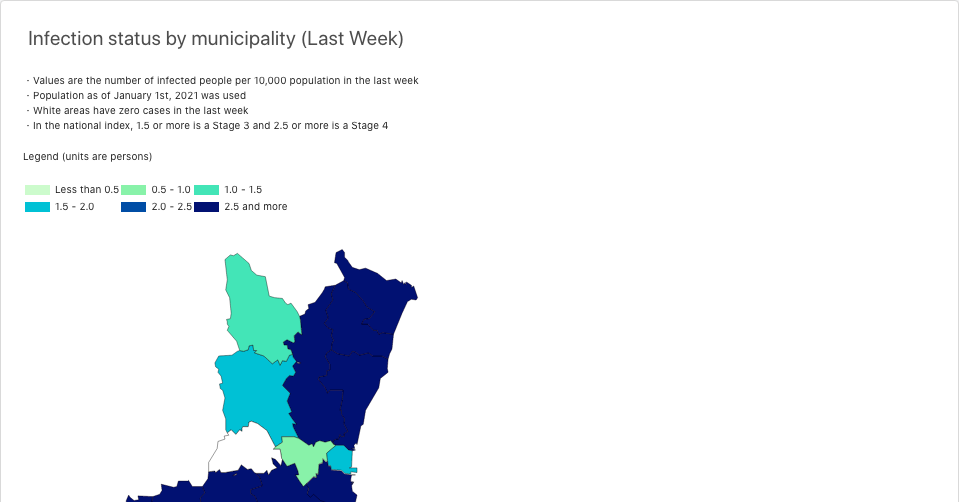 Infection status by municipality (Last Week)
· Values are the number of infected people per 10,000 population in the last week
· Population as of January 1st, 2021 was used
· White areas have zero cases in the last week
· In the national index, 1.5 or more is a Stage 3 and 2.5 or more is a Stage 4
Legend (units are persons)
Less than 0.5 0.5 - 1.0 1.0 - 1.5
1.5 - 2.0 2.0 - 2.5 2.5 and more